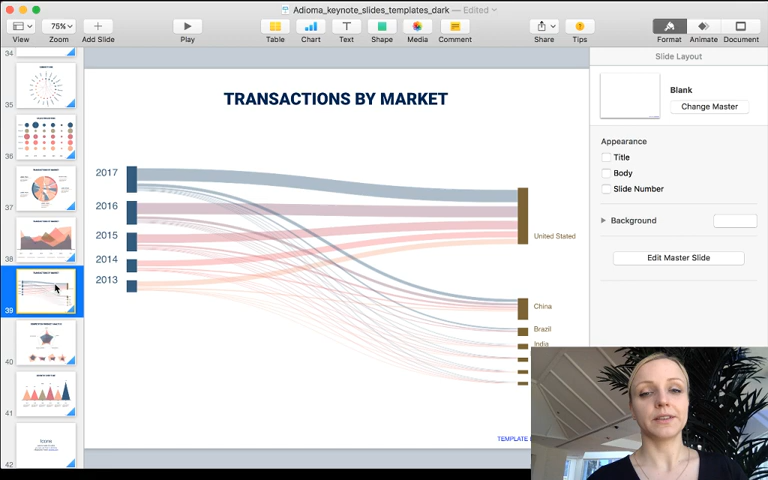 Adioma_keynote_slides_templates_dark — Edited
75%
View
Zoom
Add Slide
Play
Table
Chart
Text
Shape
Media
Comment
Share
Tips
Format
Animate
Document
34
35
36
37
38
39
40
41
42
Icons
TRANSACTIONS BY MARKET
2017
2016
2015
2014
2013
United Stated
China
Brazil
India
TEMPLATE
Slide Layout
Blank
Change Master
Appearance
Title
Body
Slide Number
Background
Edit Master Slide